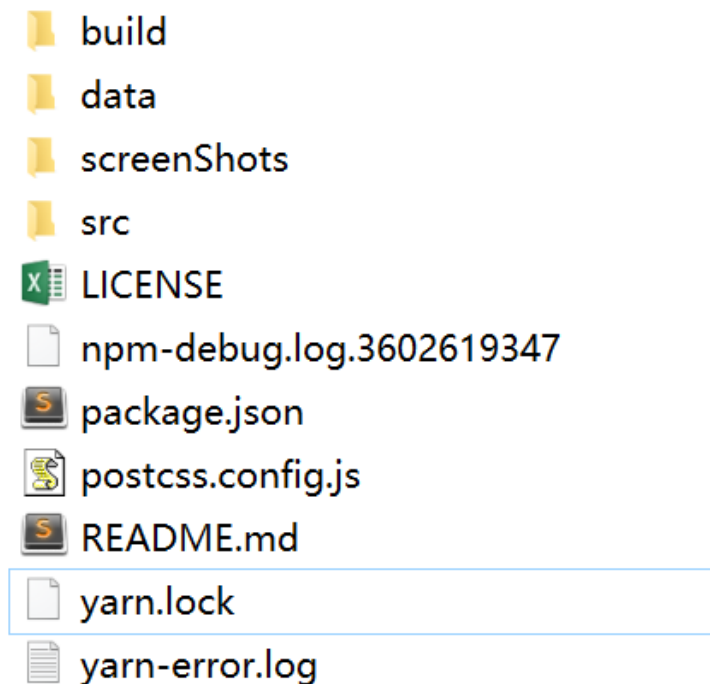 build
data
screenShots
src
LICENSE
npm-debug.log.3602619347
package.json
postcss.config.js
README.md
yarn.lock
yarn-error.log